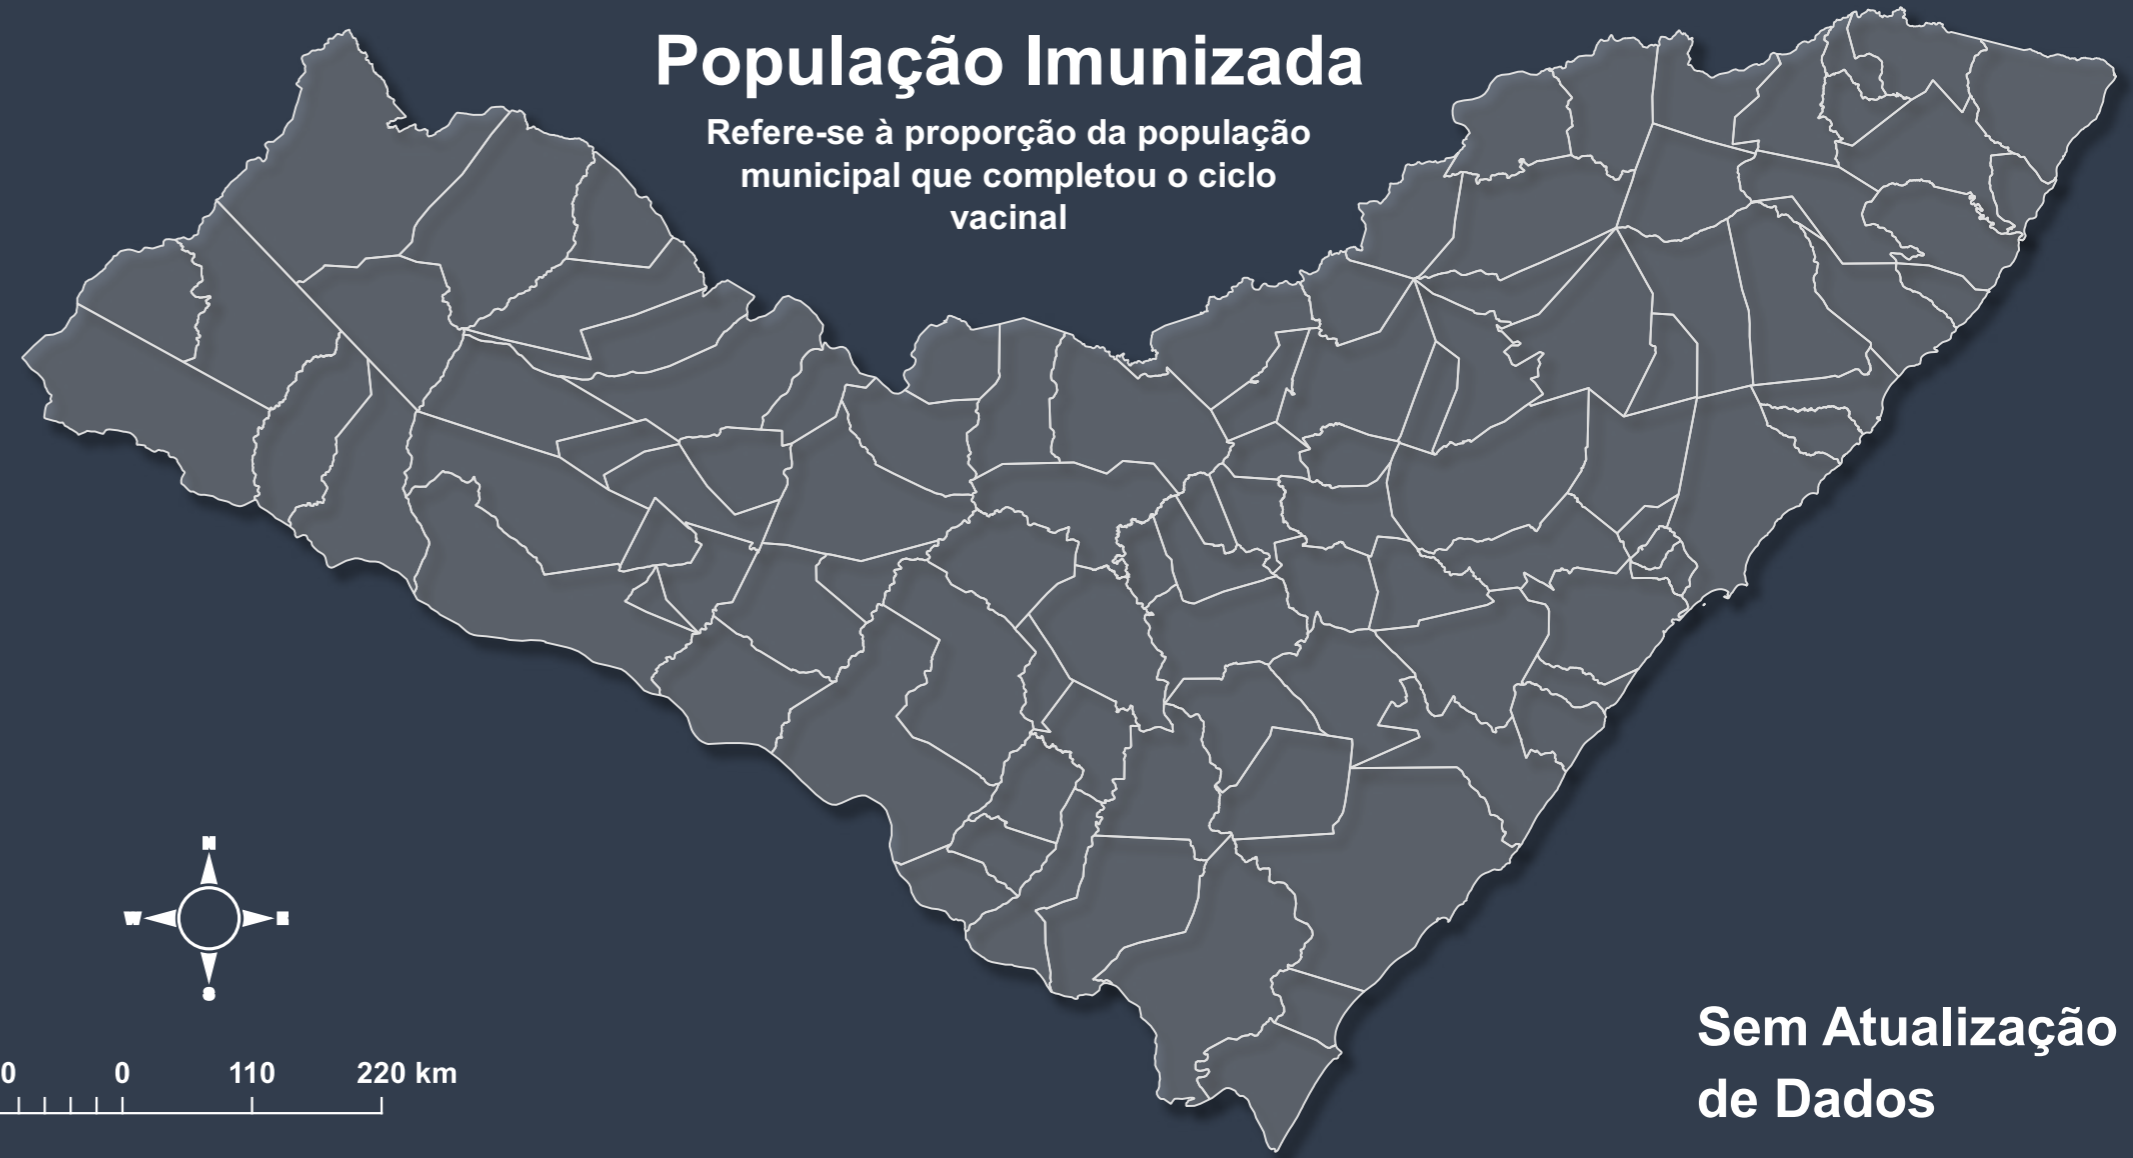 População Imunizada
Refere-se à proporção da população
municipal que completou o ciclo
vacinal
N
W E
S
0 0 110 220 km
Sem Atualização
de Dados